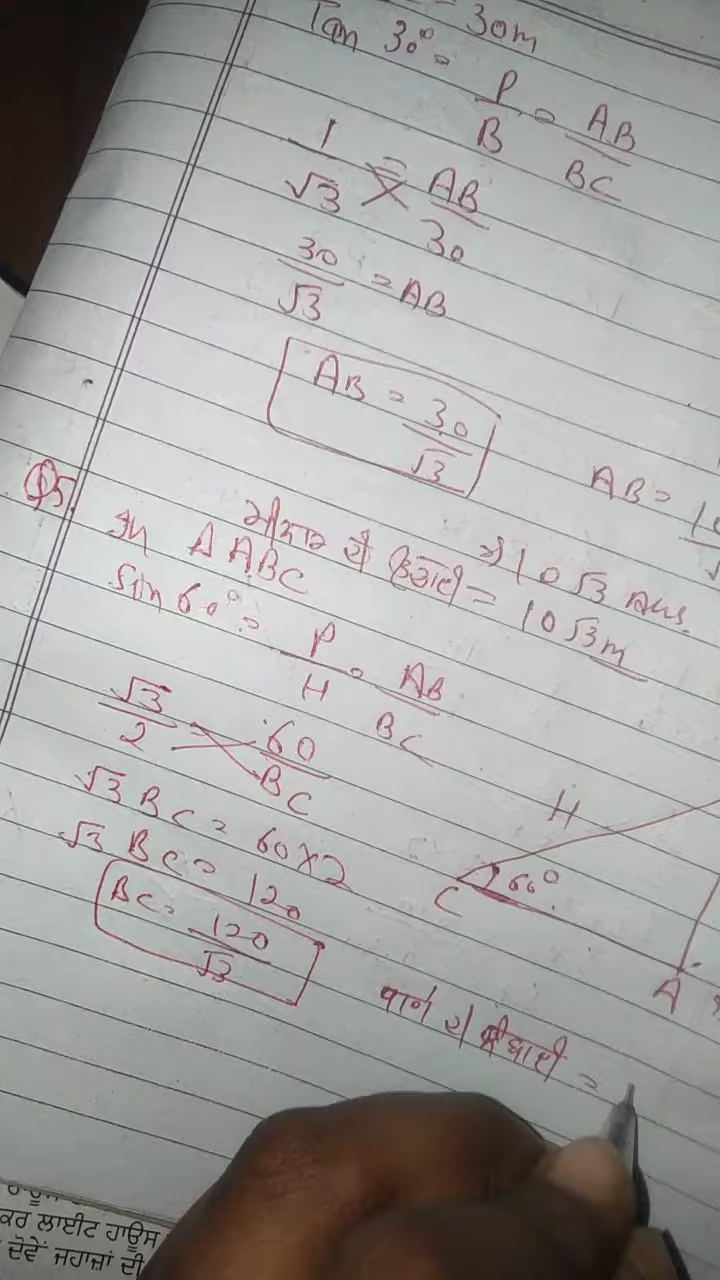 = 30m
Tan 30° =
P/B = AB/BC
1/√3 = AB/30
30/√3 = AB
AB = 30/√3
AB = 10
Q5.
ਮੀਨਾਰ ਦੀ ਉਚਾਈ = 10√3m
⇒ 10√3 Ans.
In Δ ABC
Sin 60° = P/H = AB/BC
√3/2 = 60/BC
√3 BC = 60×2
√3 BC = 120
BC = 120/√3
H
60°
C
A
ਧਾਗੇ ਦੀ ਲੰਬਾਈ =
ਕਰ ਲਾਈਟ ਹਾਊਸ
ਦੋਵੇਂ ਜਹਾਜ਼ਾਂ ਦੀ